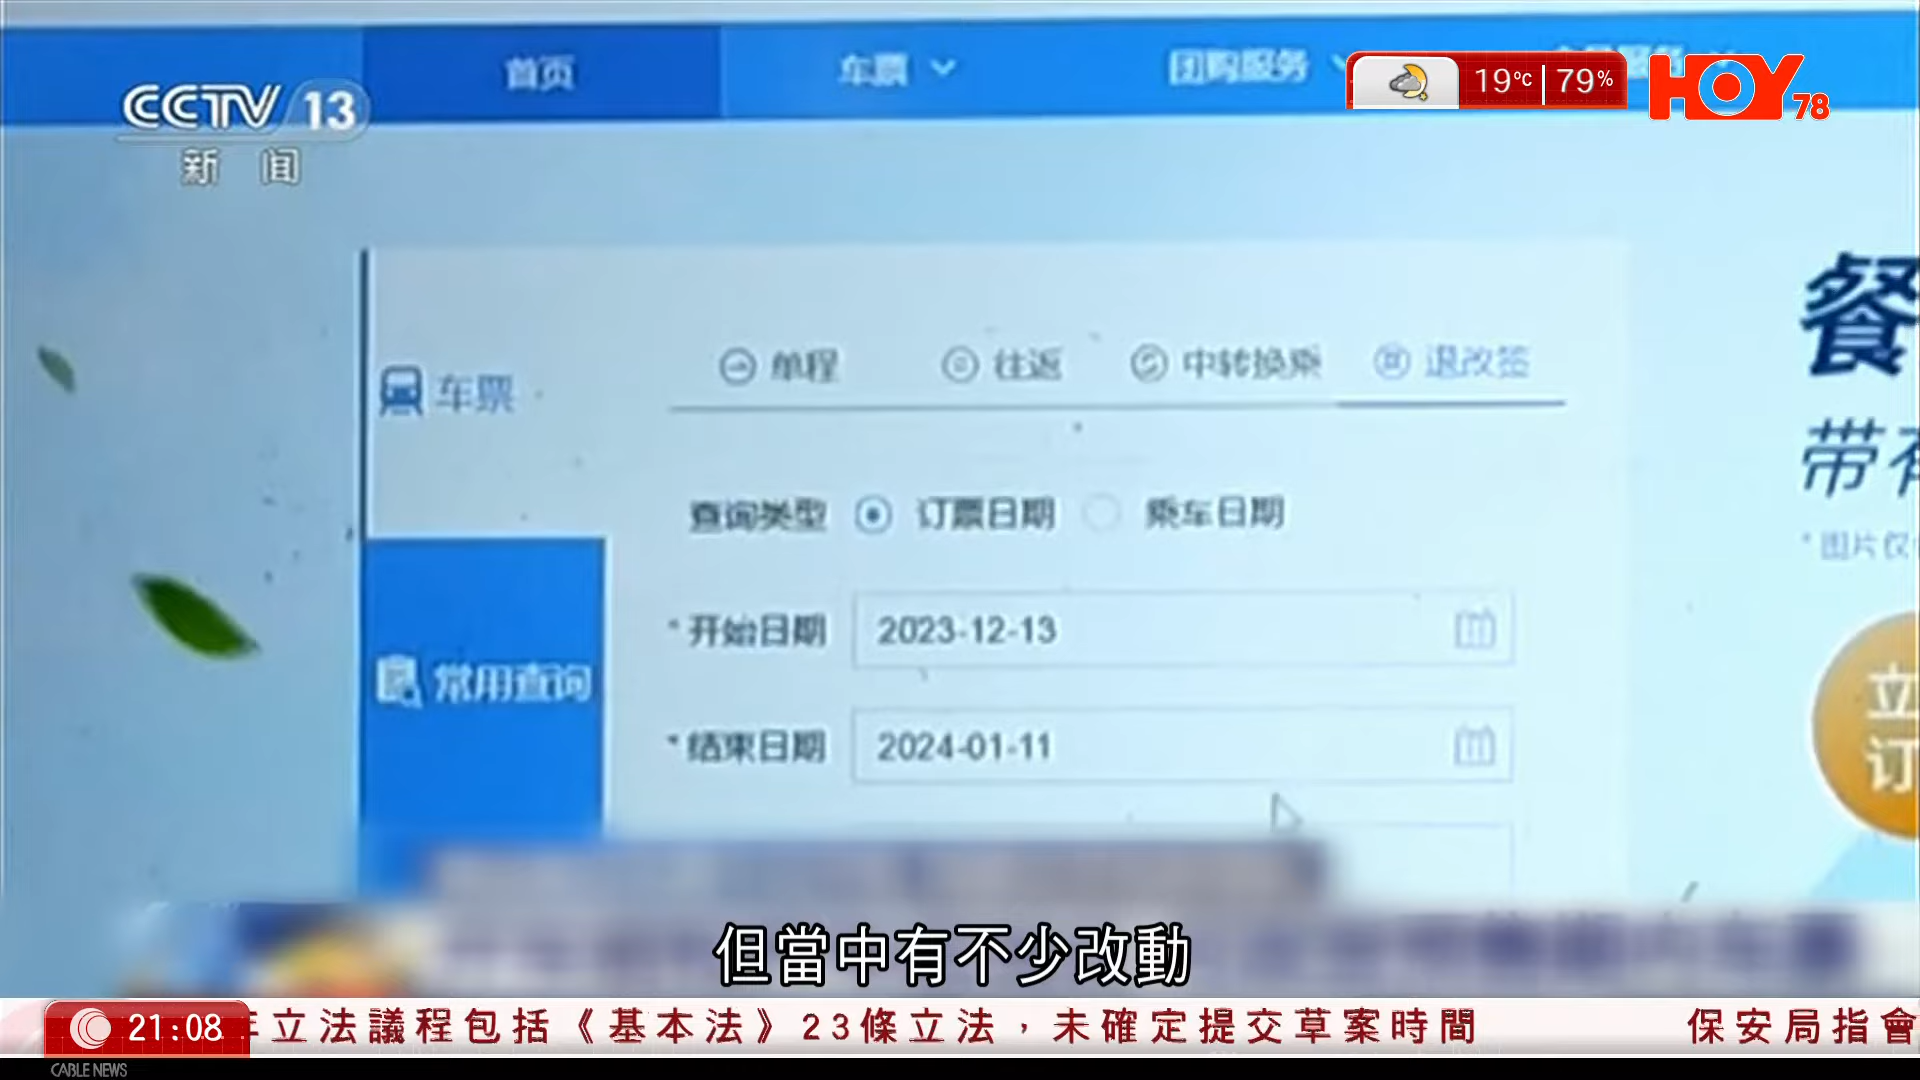 首页
车票
团购服务
19°C | 79%
HOY 78
CCTV 13
新闻
餐
单程
往返
中转换乘
退改签
车票
带有
查询类型
订票日期
乘车日期
* 图片仅
* 开始日期
2023-12-13
常用查询
立
订
* 结束日期
2024-01-11
但當中有不少改動
21:08
年立法議程包括《基本法》23條立法，未確定提交草案時間
保安局指會
CABLE NEWS